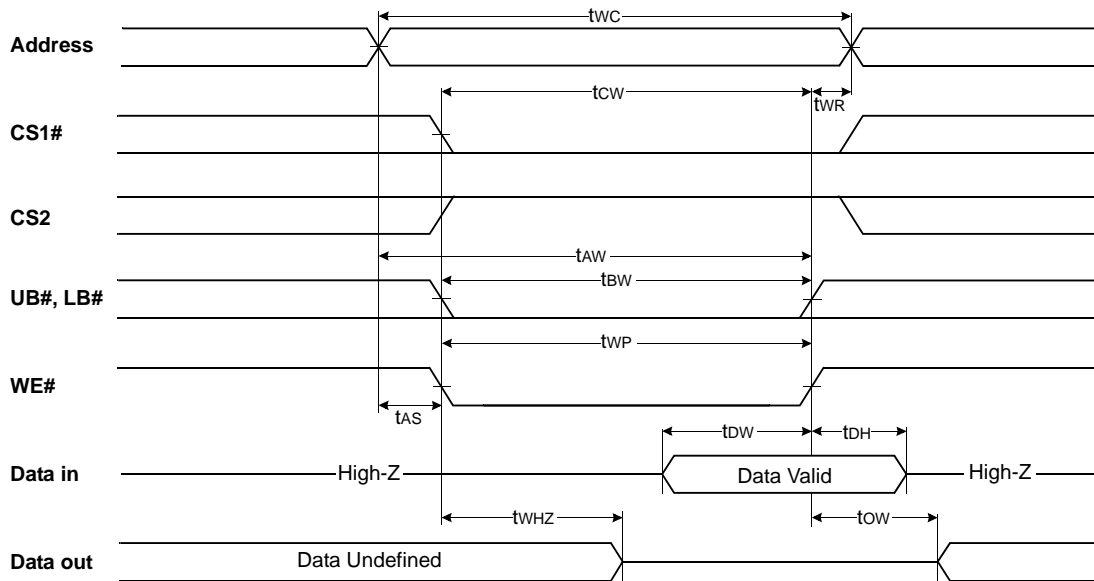 tWC
Address
tCW
tWR
CS1#
CS2
tAW
tBW
UB#, LB#
tWP
WE#
tAS
tDW
tDH
Data in
High-Z
Data Valid
High-Z
tWHZ
tOW
Data out
Data Undefined